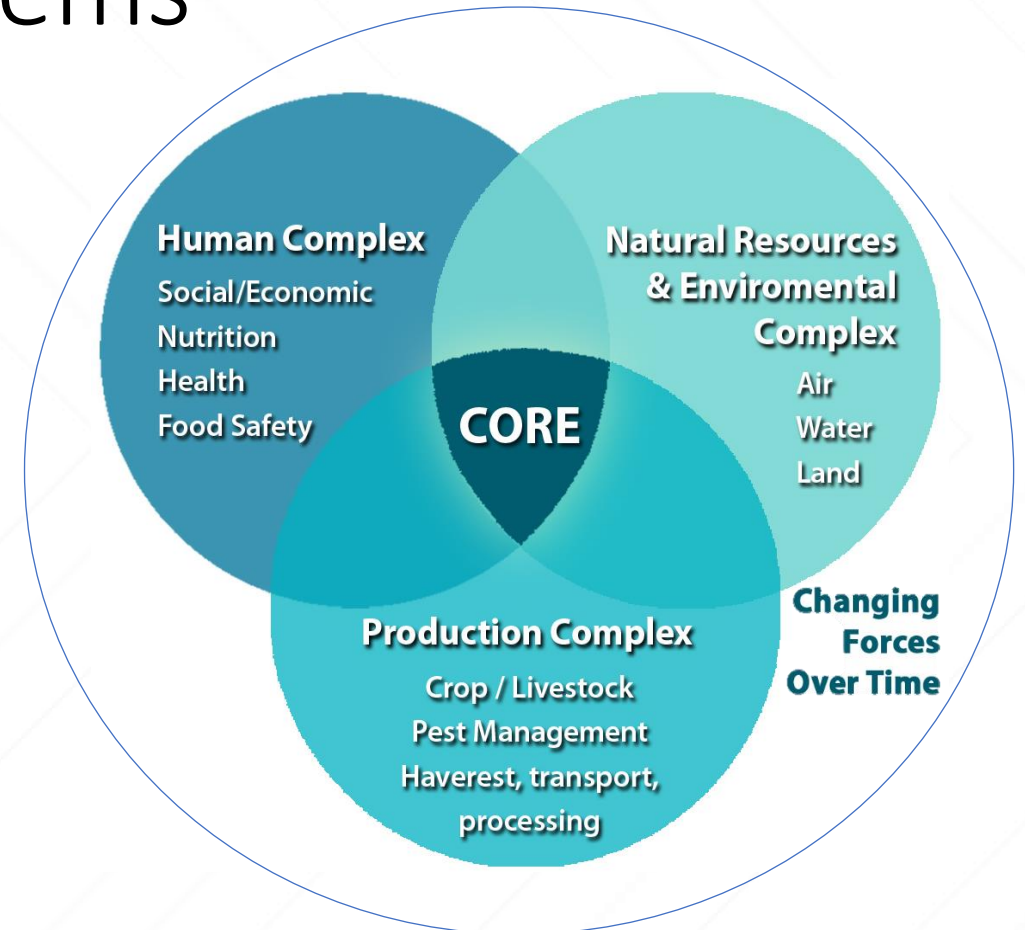 Human Complex
Social/Economic
Nutrition
Health
Food Safety
Natural Resources
& Enviromental
Complex
Air
Water
Land
CORE
Production Complex
Crop / Livestock
Pest Management
Haverest, transport,
processing
Changing
Forces
Over Time